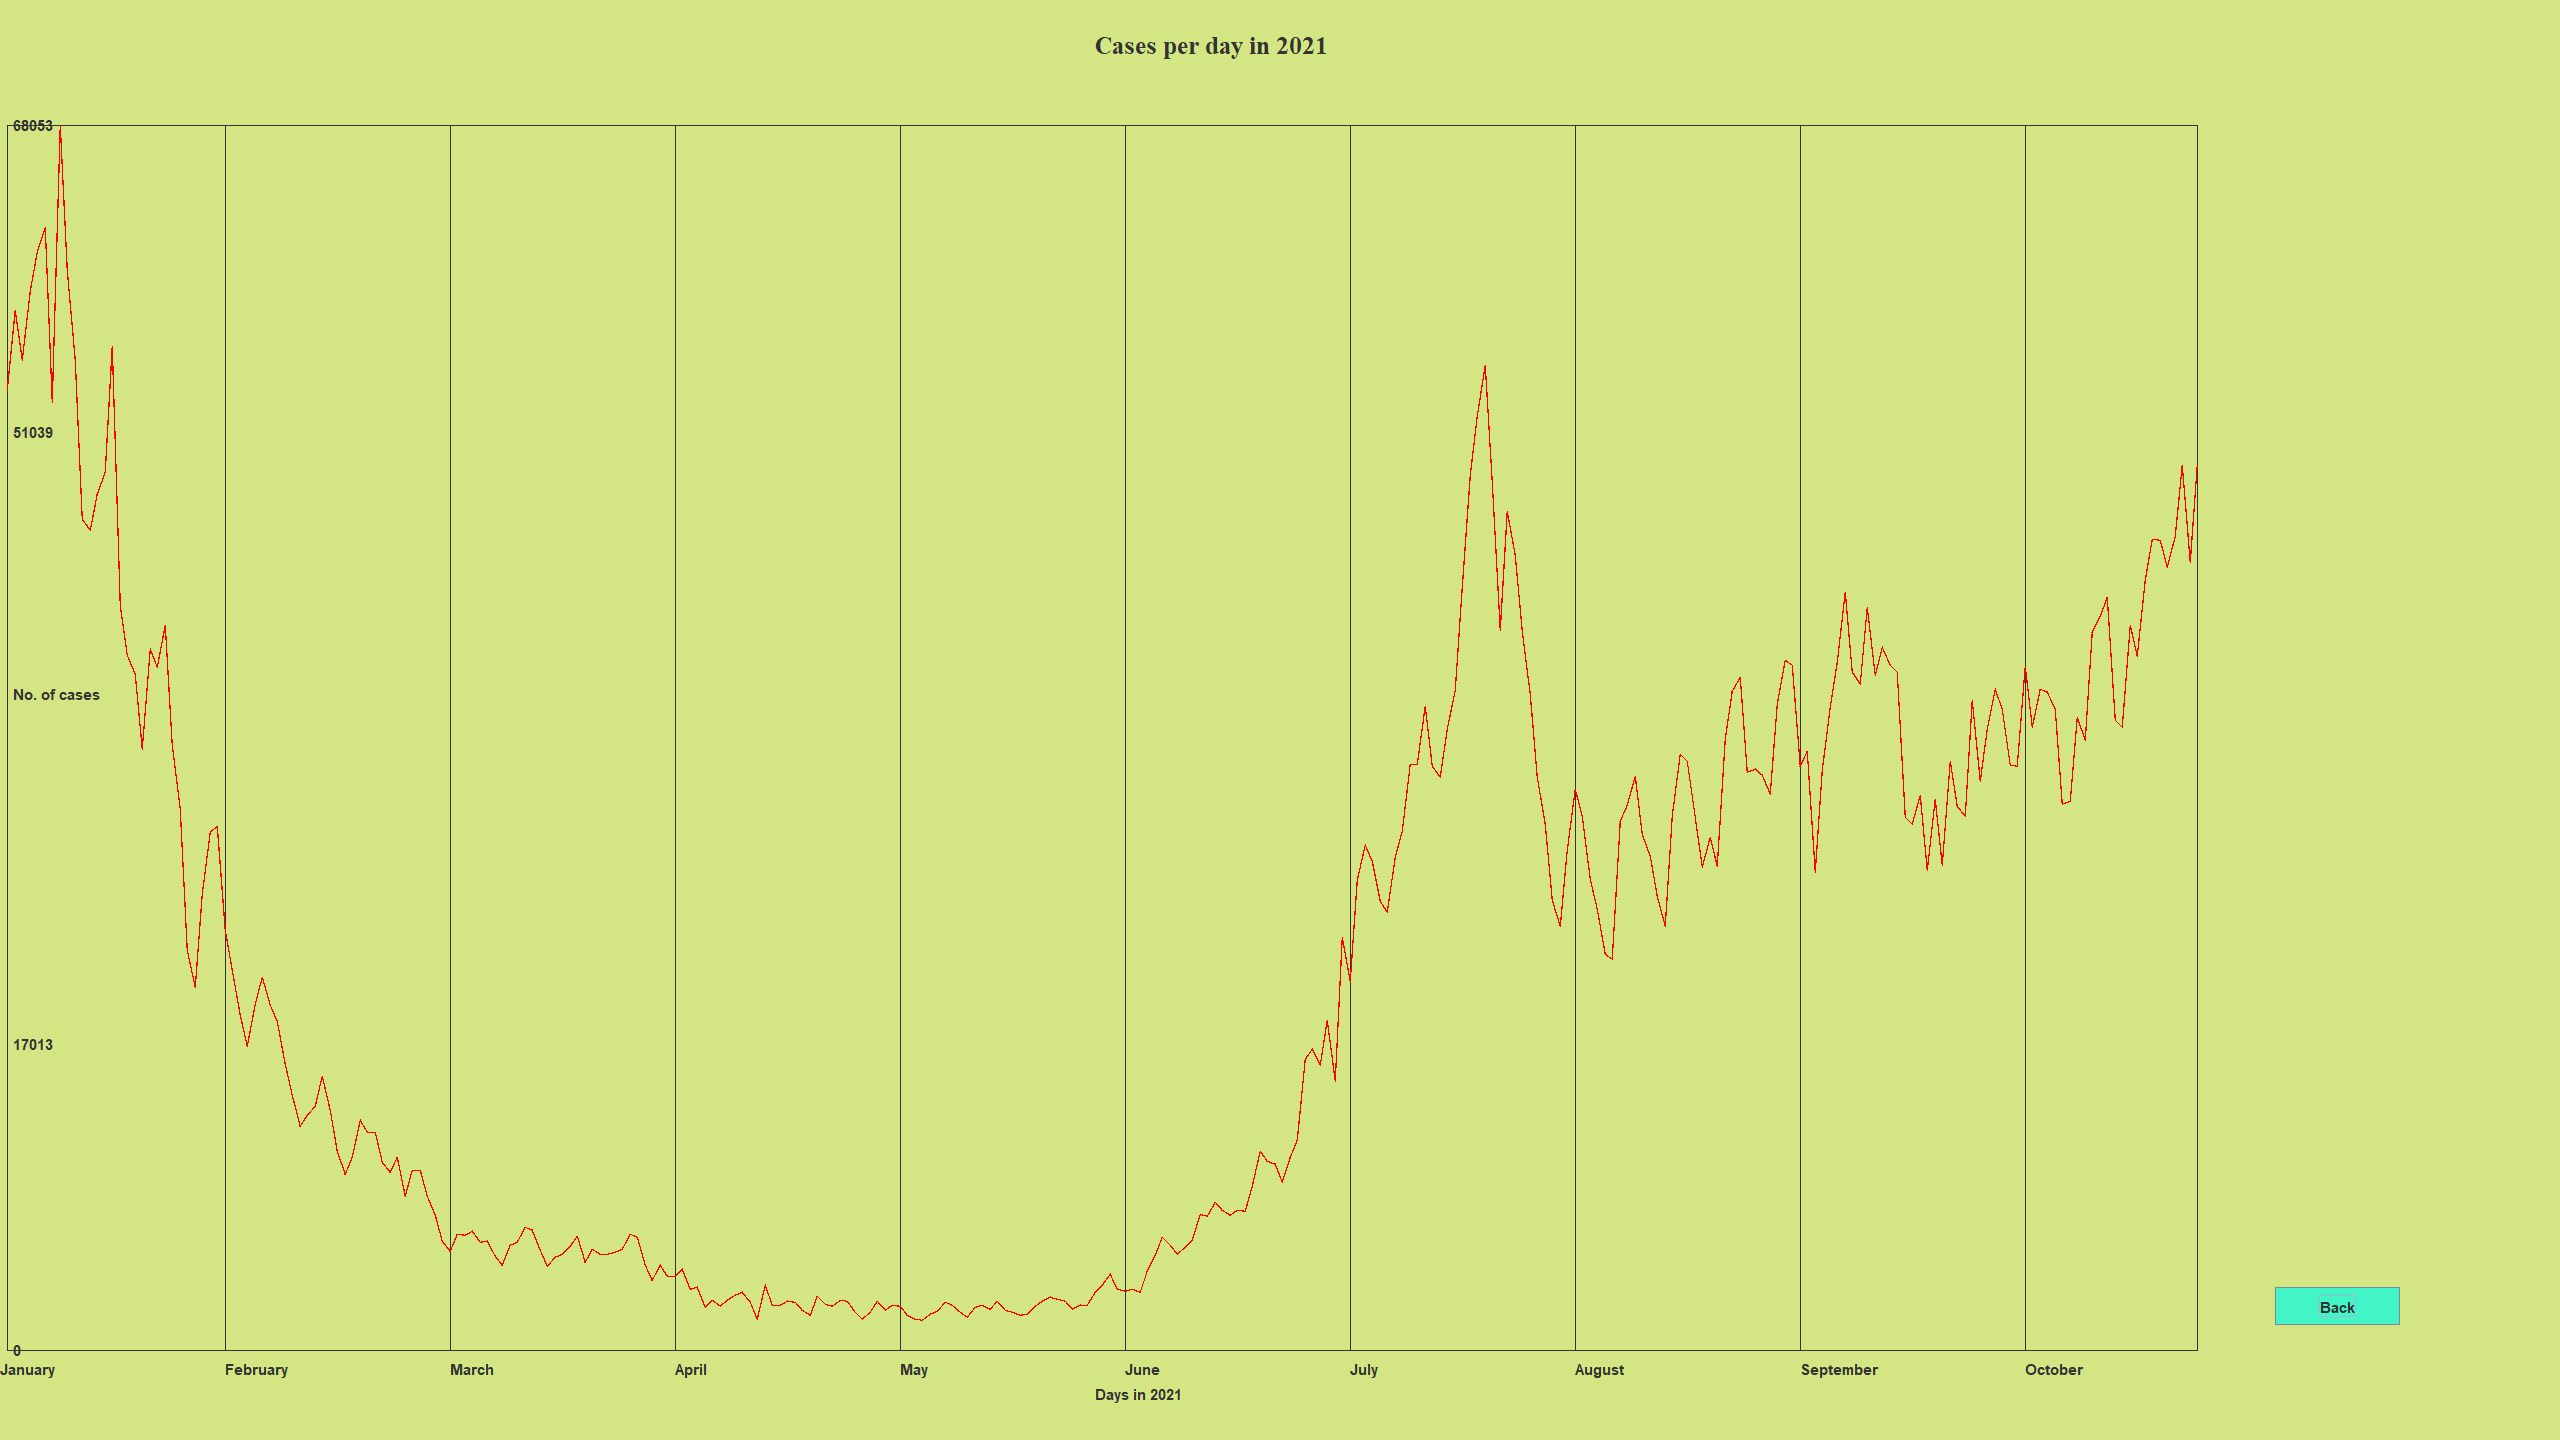 Cases per day in 2021
68053
51039
No. of cases
17013
0
January February March April May June July August September October
Days in 2021
Back